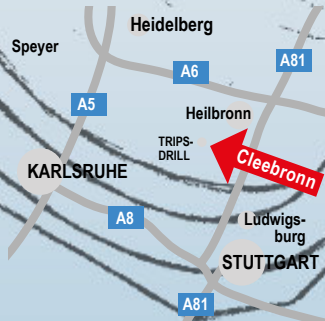 Heidelberg
Speyer
A81
A6
A5
Heilbronn
TRIPS-
DRILL
Cleebronn
KARLSRUHE
A8
Ludwigs-
burg
STUTTGART
A81